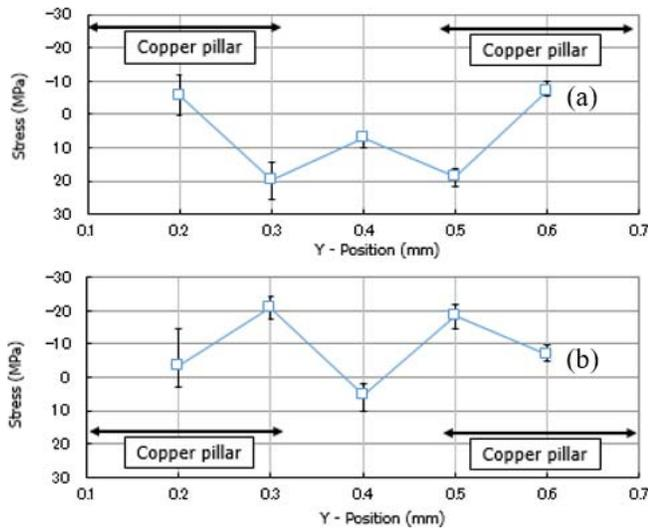 -30
-20
-10
0
10
20
30
Stress (MPa)
Copper pillar
Copper pillar
(a)
0.1 0.2 0.3 0.4 0.5 0.6 0.7
Y - Position (mm)
-30
-20
-10
0
10
20
30
Stress (MPa)
(b)
Copper pillar
Copper pillar
0.1 0.2 0.3 0.4 0.5 0.6 0.7
Y - Position (mm)